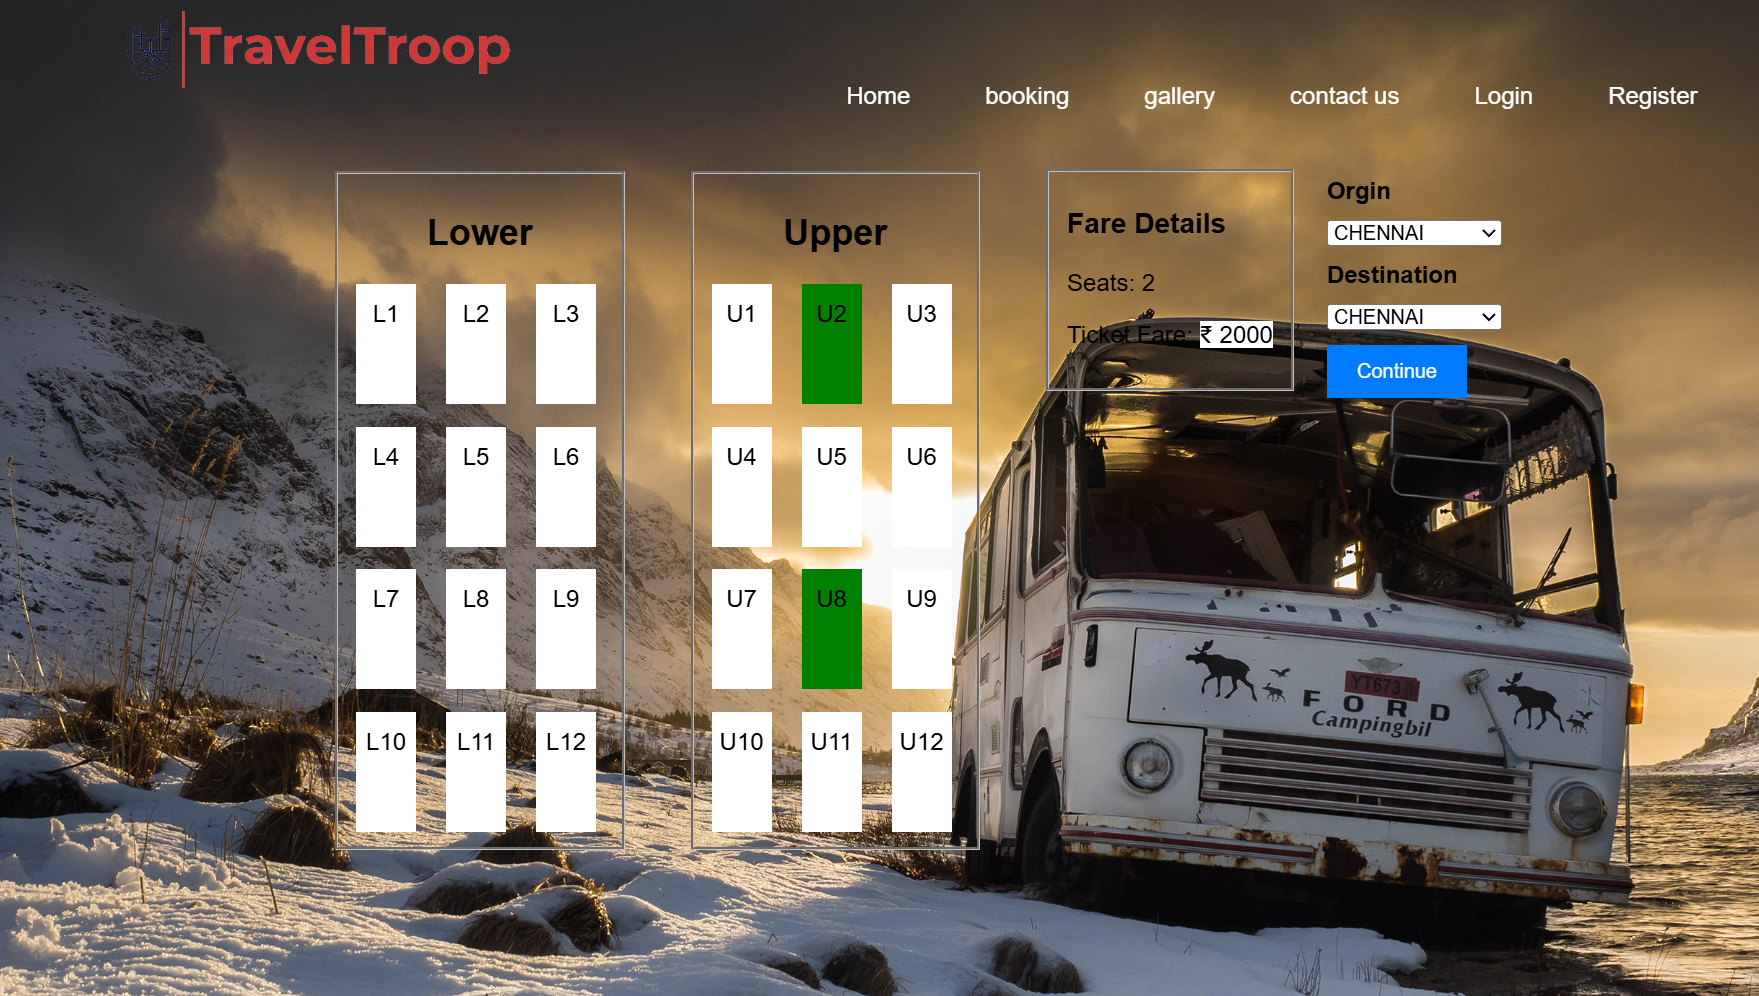 TravelTroop
Home booking gallery contact us Login Register
Lower
L1 L2 L3
L4 L5 L6
L7 L8 L9
L10 L11 L12
Upper
U1 U2 U3
U4 U5 U6
U7 U8 U9
U10 U11 U12
Fare Details
Seats: 2
Ticket Fare: ₹ 2000
Orgin
CHENNAI
Destination
CHENNAI
Continue
YT673
FORD
Campingbil